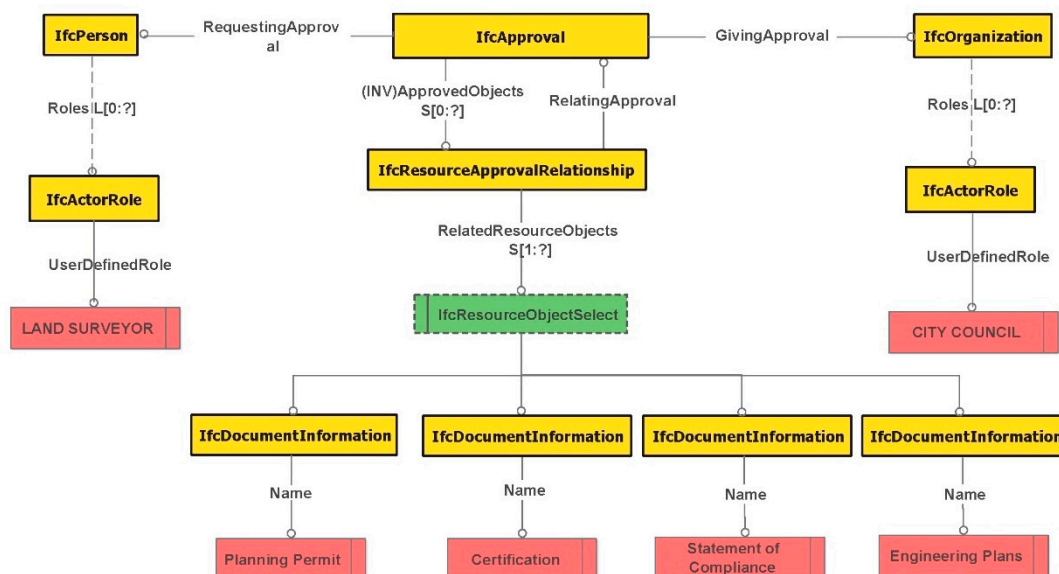 IfcPerson
RequestingApprov
al
IfcApproval
GivingApproval
IfcOrganization
Roles L[0:?]
(INV)ApprovedObjects
S[0:?]
RelatingApproval
Roles L[0:?]
IfcResourceApprovalRelationship
IfcActorRole
IfcActorRole
RelatedResourceObjects
S[1:?]
UserDefinedRole
UserDefinedRole
LAND SURVEYOR
IfcResourceObjectSelect
CITY COUNCIL
IfcDocumentInformation
IfcDocumentInformation
IfcDocumentInformation
IfcDocumentInformation
Name
Name
Name
Name
Planning Permit
Certification
Statement of
Compliance
Engineering Plans